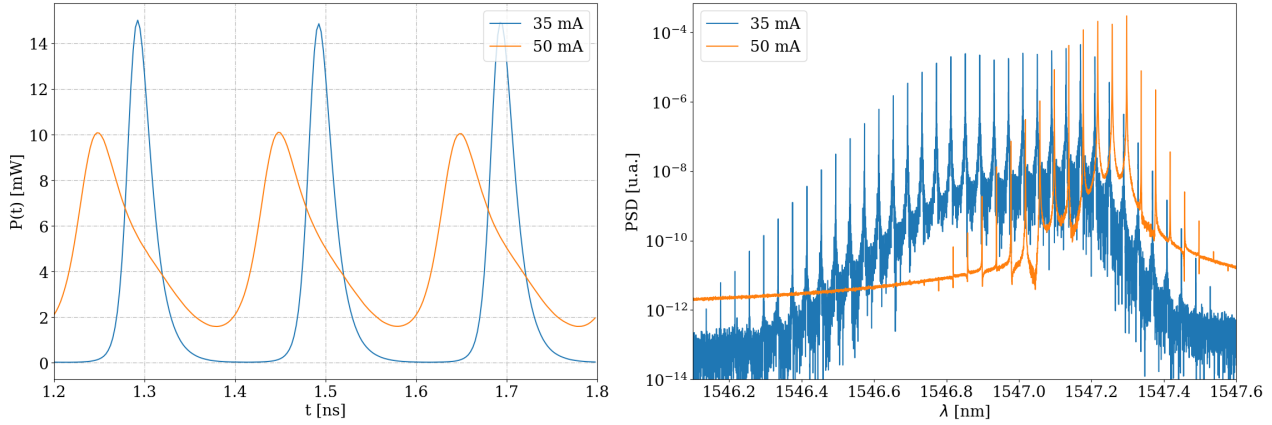 P(t) [mW]
14
12
10
8
6
4
2
0
1.2 1.3 1.4 1.5 1.6 1.7 1.8
t [ns]
35 mA
50 mA
PSD [u.a.]
10⁻⁴
10⁻⁶
10⁻⁸
10⁻¹⁰
10⁻¹²
10⁻¹⁴
1546.2 1546.4 1546.6 1546.8 1547.0 1547.2 1547.4 1547.6
λ [nm]
35 mA
50 mA